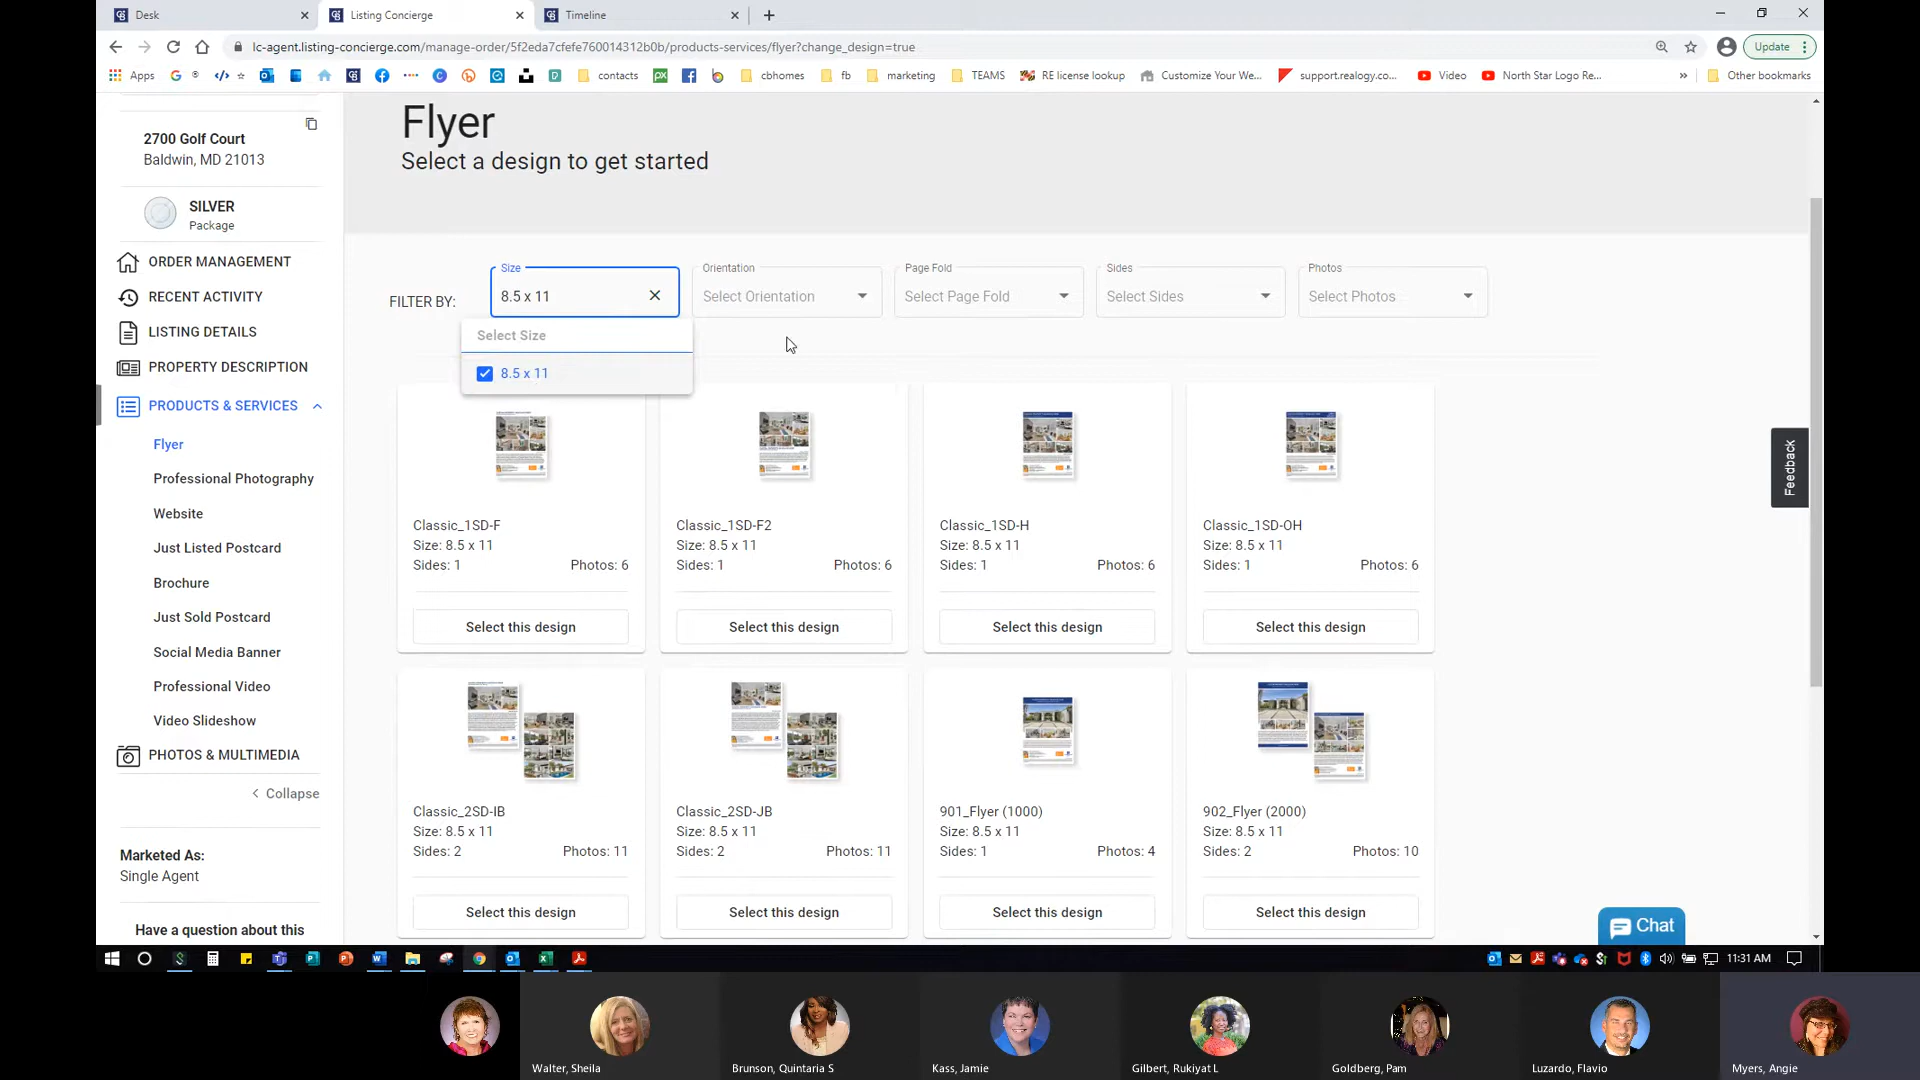 Desk
Listing Concierge
Timeline
lc-agent.listing-concierge.com/manage-order/5f2eda7cfefe760014312b0b/products-services/flyer?change_design=true
Update
Apps
contacts
cbhomes
fb
marketing
TEAMS
RE license lookup
Customize Your We...
support.realogy.co...
Video
North Star Logo Re...
Other bookmarks
2700 Golf Court
Baldwin, MD 21013
SILVER
Package
ORDER MANAGEMENT
RECENT ACTIVITY
LISTING DETAILS
PROPERTY DESCRIPTION
PRODUCTS & SERVICES
Flyer
Professional Photography
Website
Just Listed Postcard
Brochure
Just Sold Postcard
Social Media Banner
Professional Video
Video Slideshow
PHOTOS & MULTIMEDIA
Collapse
Marketed As:
Single Agent
Have a question about this
Flyer
Select a design to get started
FILTER BY:
Size
8.5 x 11
Orientation
Select Orientation
Page Fold
Select Page Fold
Sides
Select Sides
Photos
Select Photos
Select Size
8.5 x 11
Classic_1SD-F
Size: 8.5 x 11
Sides: 1 Photos: 6
Select this design
Classic_1SD-F2
Size: 8.5 x 11
Sides: 1 Photos: 6
Select this design
Classic_1SD-H
Size: 8.5 x 11
Sides: 1 Photos: 6
Select this design
Classic_1SD-OH
Size: 8.5 x 11
Sides: 1 Photos: 6
Select this design
Classic_2SD-IB
Size: 8.5 x 11
Sides: 2 Photos: 11
Select this design
Classic_2SD-JB
Size: 8.5 x 11
Sides: 2 Photos: 11
Select this design
901_Flyer (1000)
Size: 8.5 x 11
Sides: 1 Photos: 4
Select this design
902_Flyer (2000)
Size: 8.5 x 11
Sides: 2 Photos: 10
Select this design
Feedback
Chat
11:31 AM
Walter, Sheila
Brunson, Quintaria S
Kass, Jamie
Gilbert, Rukiyat L
Goldberg, Pam
Luzardo, Flavio
Myers, Angie